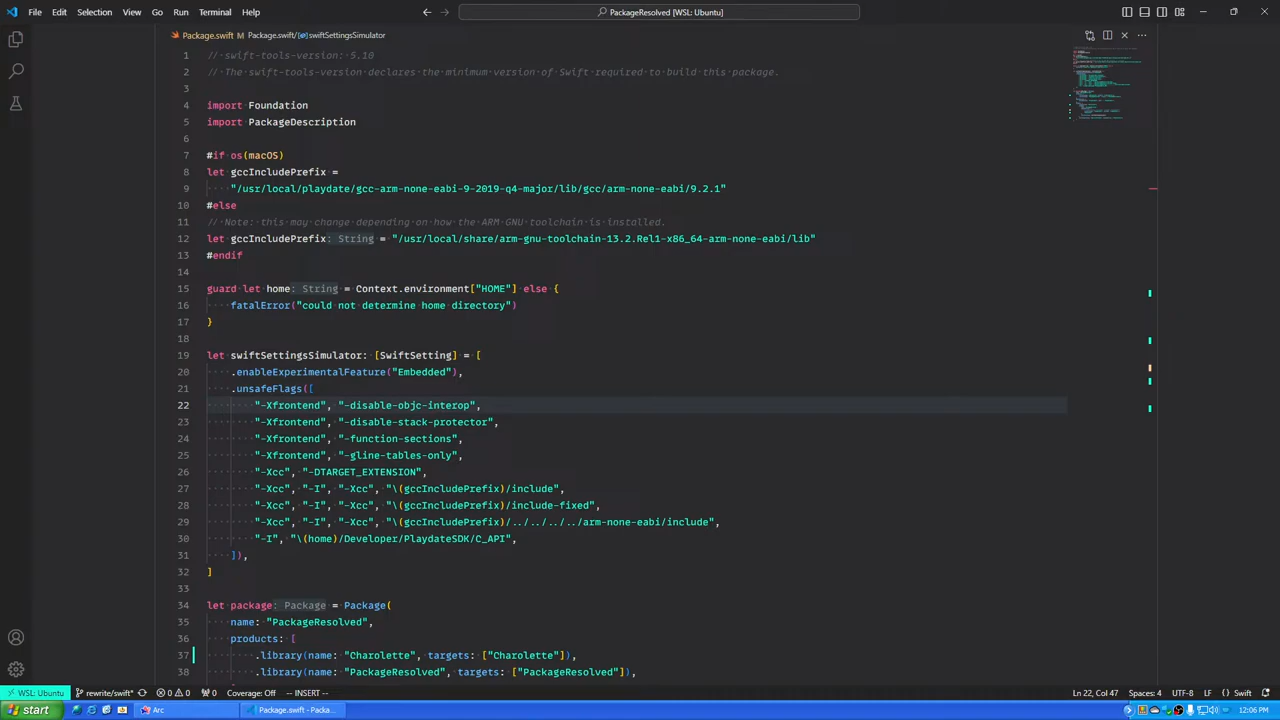 File Edit Selection View Go Run Terminal Help
PackageResolved [WSL: Ubuntu]
Package.swift Package.swift/swiftSettingsSimulator
1 // swift-tools-version: 5.10
2 // The swift-tools-version declares the minimum version of swift required to build this package.
3
4 import Foundation
5 import PackageDescription
6
7 #if os(macOS)
8 let gccIncludePrefix =
9 "/usr/local/playdate/gcc-arm-none-eabi-9-2019-q4-major/lib/gcc/arm-none-eabi/9.2.1"
10 #else
11 // Note: this may change depending on how the ARM GNU toolchain is installed.
12 let gccIncludePrefix: String = "/usr/local/share/arm-gnu-toolchain-13.2.Rel1-x86_64-arm-none-eabi/lib"
13 #endif
14
15 guard let home: String = Context.environment["HOME"] else {
16 fatalError("could not determine home directory")
17 }
18
19 let swiftSettingsSimulator: [SwiftSetting] = [
20 .enableExperimentalFeature("Embedded"),
21 .unsafeFlags([
22 "-Xfrontend", "-disable-objc-interop",
23 "-Xfrontend", "-disable-stack-protector",
24 "-Xfrontend", "-function-sections",
25 "-Xfrontend", "-gline-tables-only",
26 "-Xcc", "-DTARGET_EXTENSION",
27 "-Xcc", "-I", "-Xcc", "\(gccIncludePrefix)/include",
28 "-Xcc", "-I", "-Xcc", "\(gccIncludePrefix)/include-fixed",
29 "-Xcc", "-I", "-Xcc", "\(gccIncludePrefix)/../../../../arm-none-eabi/include",
30 "-I", "\(home)/Developer/PlaydateSDK/C_API",
31 ]),
32 ]
33
34 let package: Package = Package(
35 name: "PackageResolved",
36 products: [
37 .library(name: "Charolette", targets: ["Charolette"]),
38 .library(name: "PackageResolved", targets: ["PackageResolved"]),
WSL: Ubuntu rewrite/swift* 0 0 0 Coverage: Off -- INSERT -- Ln 22, Col 47 Spaces: 4 UTF-8 LF {} Swift
start Arc Package.swift - Packa... 12:06 PM